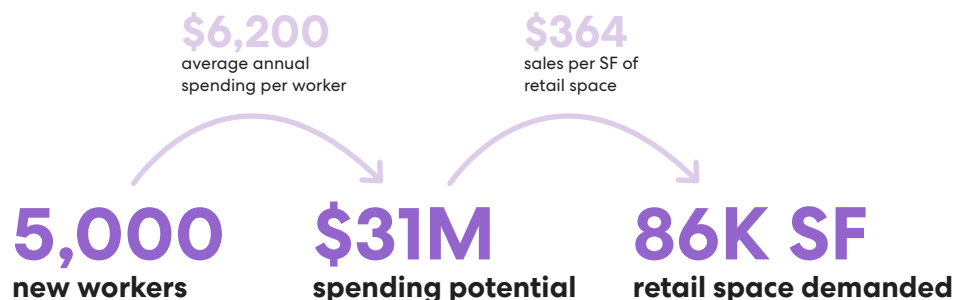 $6,200
average annual
spending per worker
$364
sales per SF of
retail space
5,000
new workers
$31M
spending potential
86K SF
retail space demanded